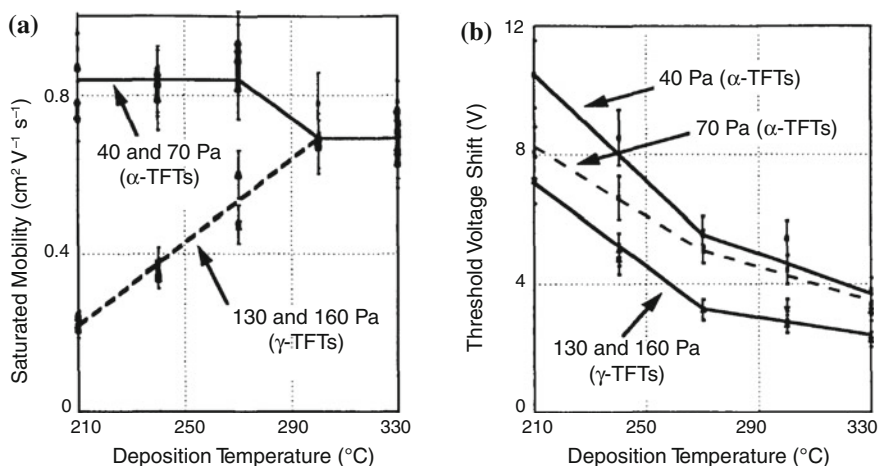 (a)
Saturated Mobility (cm² V⁻¹ s⁻¹)
0.8
0.4
0
40 and 70 Pa
(α-TFTs)
130 and 160 Pa
(γ-TFTs)
210
250
290
330
Deposition Temperature (°C)
(b)
Threshold Voltage Shift (V)
12
8
4
0
40 Pa (α-TFTs)
70 Pa (α-TFTs)
130 and 160 Pa
(γ-TFTs)
210
250
290
330
Deposition Temperature (°C)